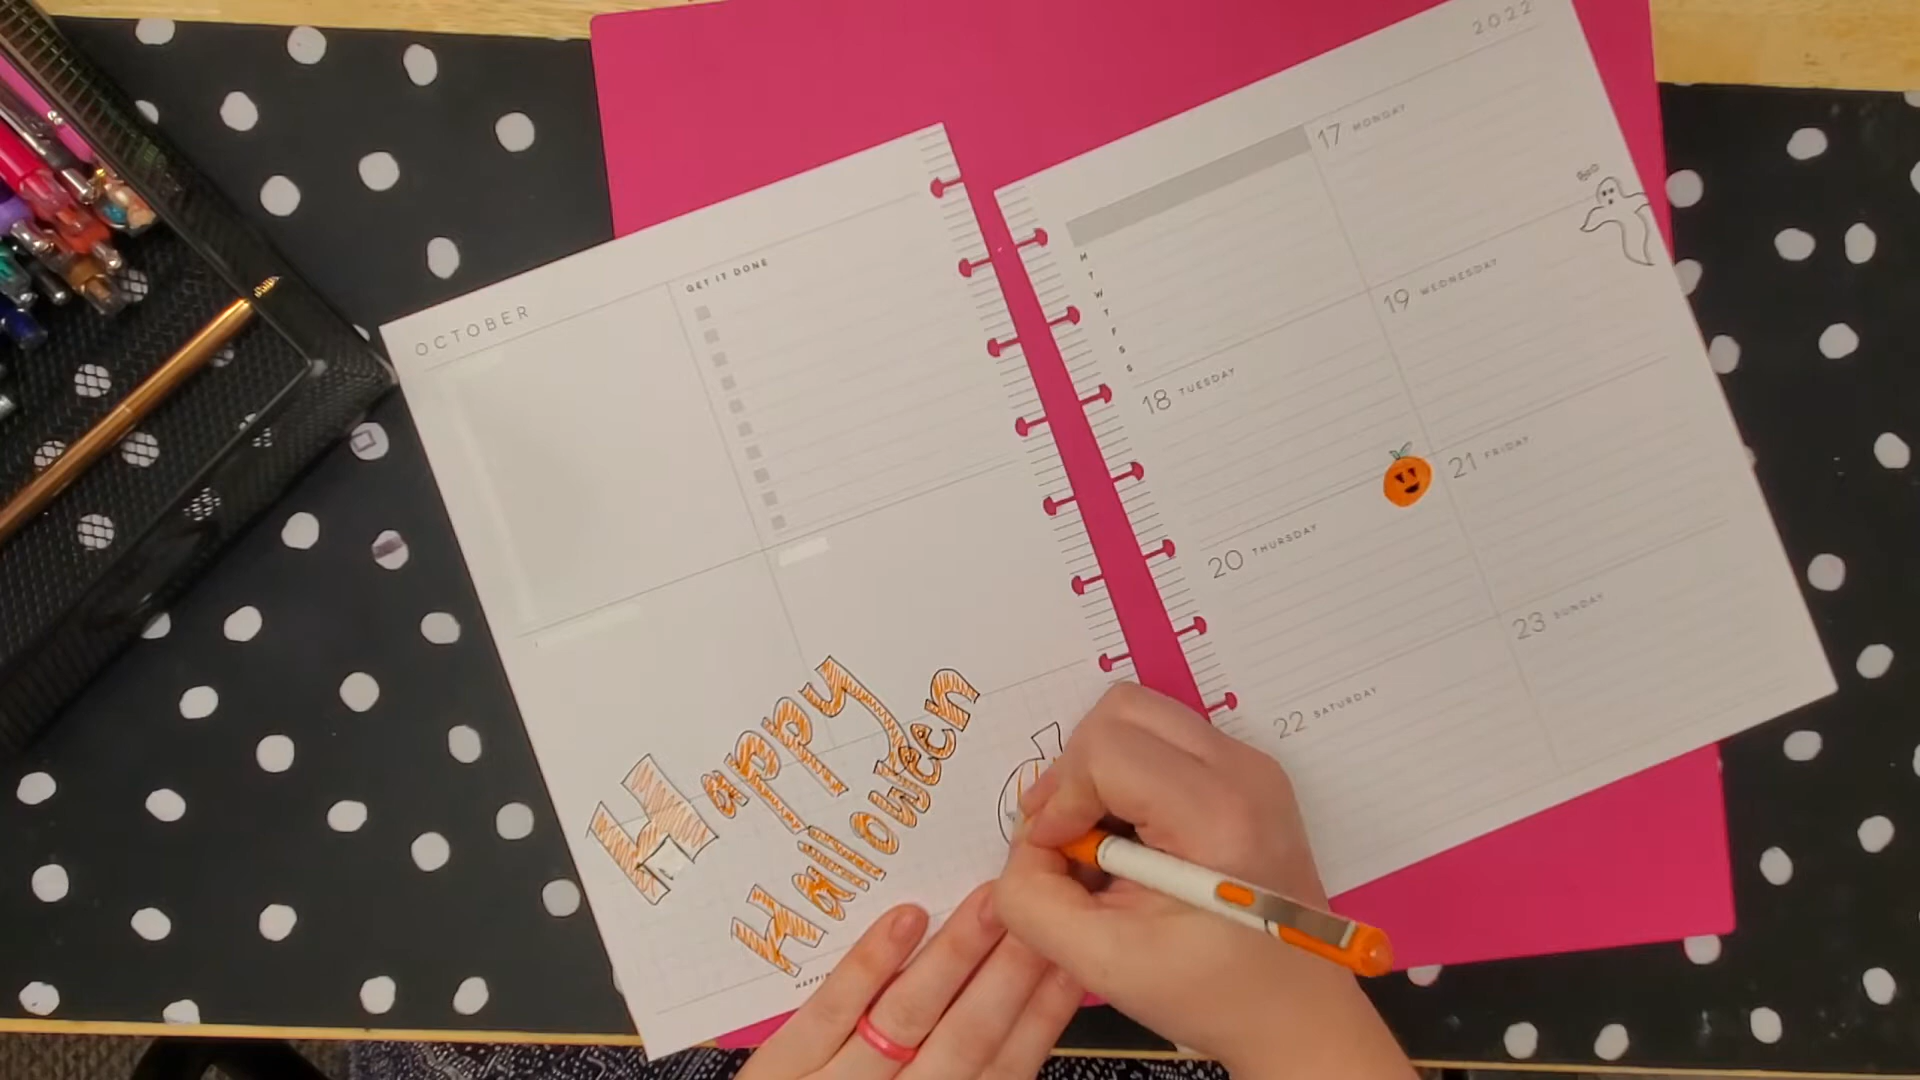 OCTOBER
GET IT DONE
Happy
Halloween
2022
M
T
W
T
F
S
S
17 MONDAY
Boo
18 TUESDAY
19 WEDNESDAY
20 THURSDAY
21 FRIDAY
22 SATURDAY
23 SUNDAY